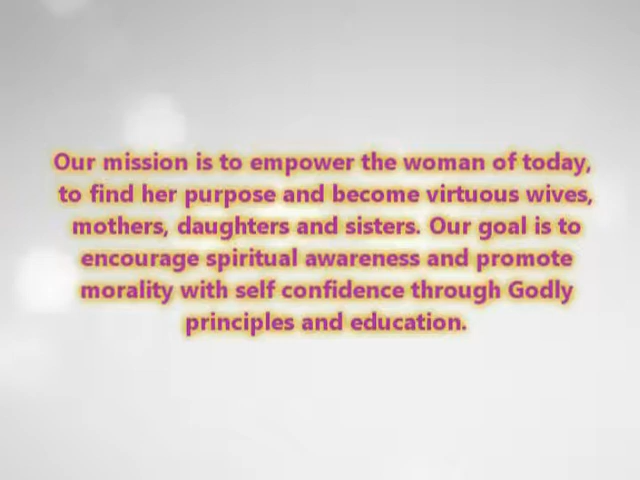 Our mission is to empower the woman of today,
to find her purpose and become virtuous wives,
mothers, daughters and sisters. Our goal is to
encourage spiritual awareness and promote
morality with self confidence through Godly
principles and education.